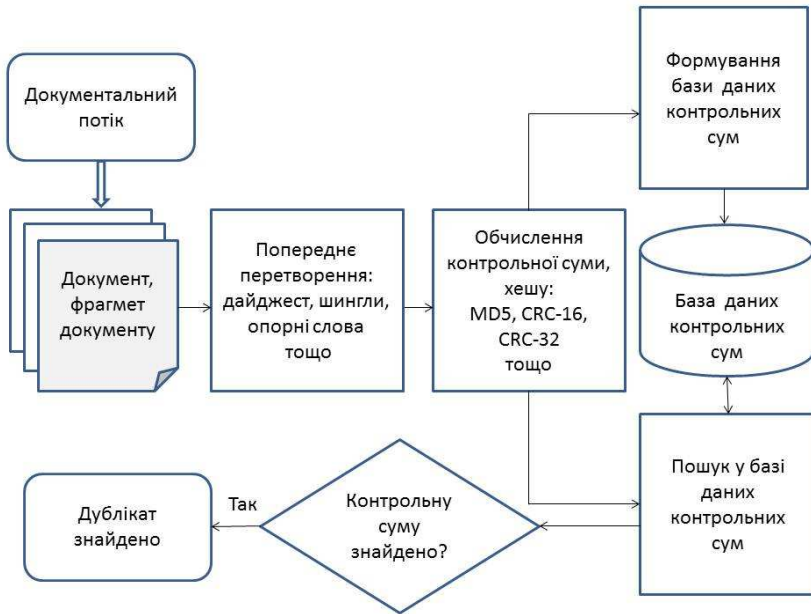 Документальний
потік
Документ,
фрагмет
документу
Попереднє
перетворення:
дайджест, шингли,
опорні слова
тощо
Обчислення
контрольної суми,
хешу:
MD5, CRC-16,
CRC-32
тощо
Формування
бази даних
контрольних
сум
База даних
контрольних
сум
Пошук у базі
даних
контрольних
сум
Контрольну
суму
знайдено?
Так
Дублікат
знайдено